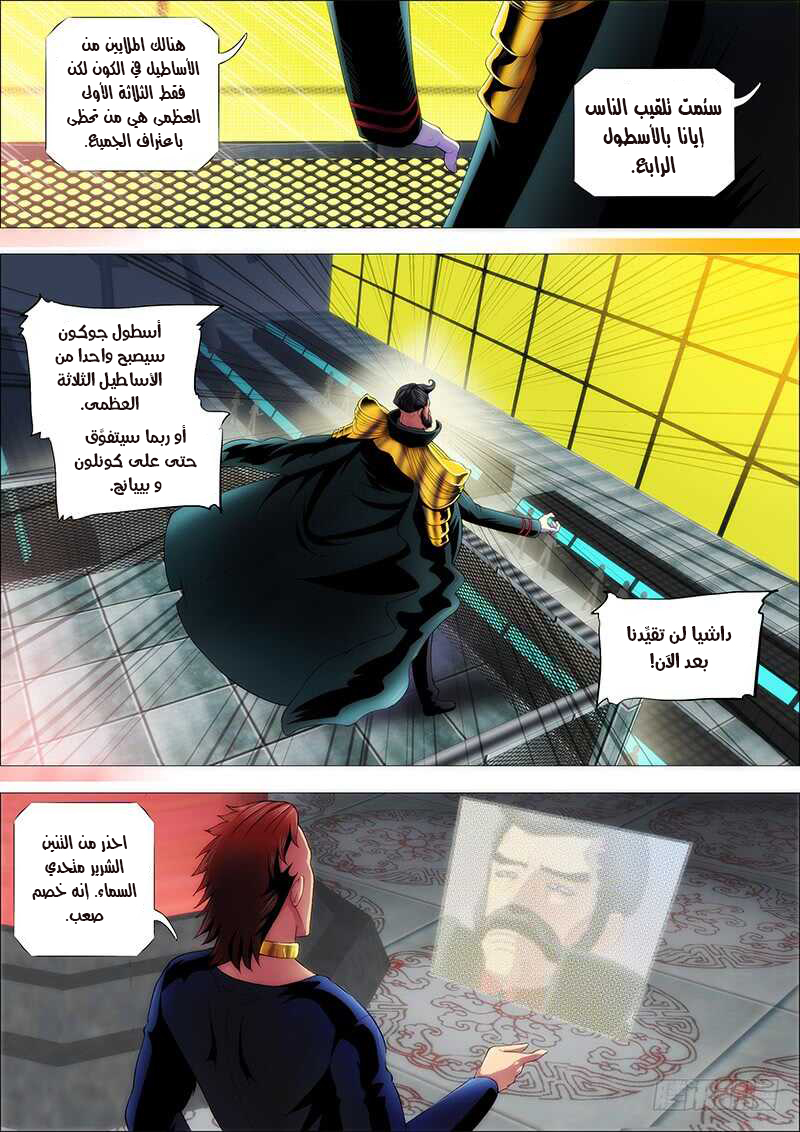 سئمت تلقيب الناس
إيانا بالأسطول
الرابع.
هنالك الملايين من
الأساطيل في الكون لكن
فقط الثلاثة الأولى
العظمى هي من تحظى
باعتراف الجميع.
أسطول جوكون
سيصبح واحدا من
الأساطيل الثلاثة
العظمى.
أو ربما سيتفوَّق
حتى على كونلون
و بييانج.
داشيا لن تقيِّدنا
بعد الآن!
احذر من التنين
الشرير متحدي
السماء. إنه خصم
صعب.